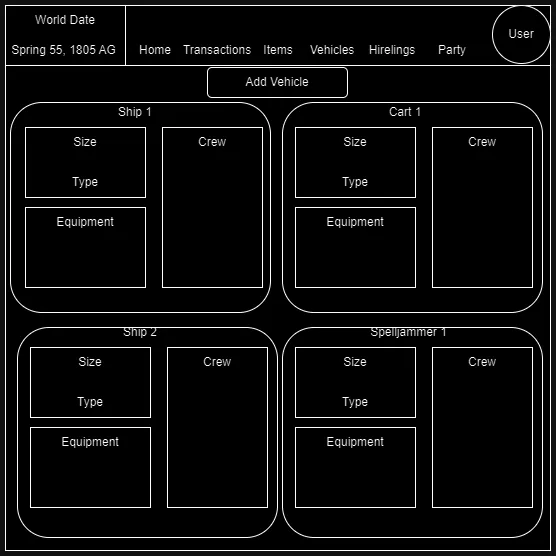 World Date
Spring 55, 1805 AG
Home Transactions Items Vehicles Hirelings Party
User
Add Vehicle
Ship 1
Size
Type
Equipment
Crew
Cart 1
Size
Type
Equipment
Crew
Ship 2
Size
Type
Equipment
Crew
Spelljammer 1
Size
Type
Equipment
Crew